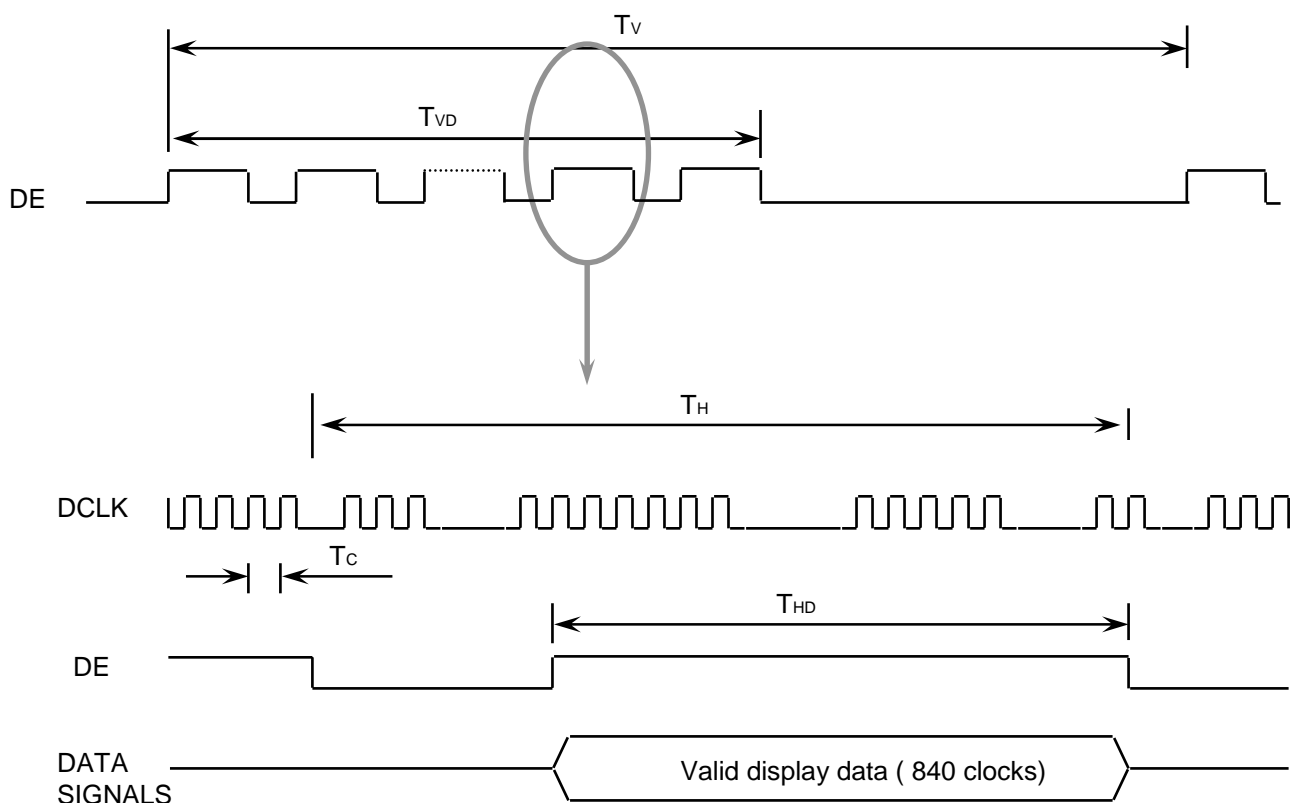 TV
TVD
DE
TH
DCLK
TC
THD
DE
Valid display data ( 840 clocks)
DATA
SIGNALS